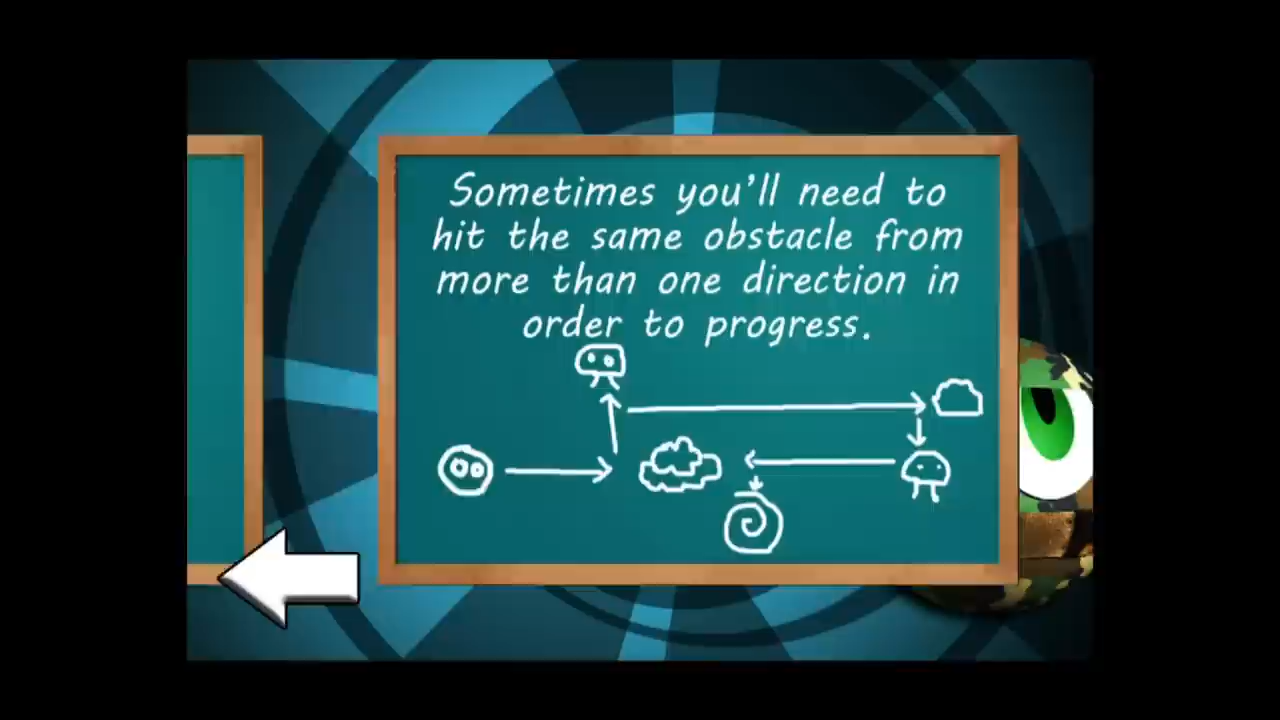 Sometimes you'll need to
hit the same obstacle from
more than one direction in
order to progress.